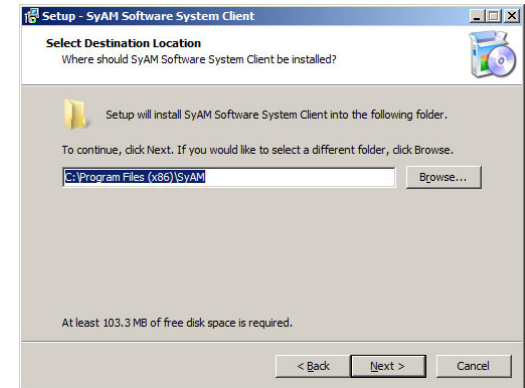 Setup - SyAM Software System Client
Select Destination Location
Where should SyAM Software System Client be installed?
Setup will install SyAM Software System Client into the following folder.
To continue, click Next. If you would like to select a different folder, click Browse.
C:\Program Files (x86)\SyAM
Browse...
At least 103.3 MB of free disk space is required.
< Back
Next >
Cancel